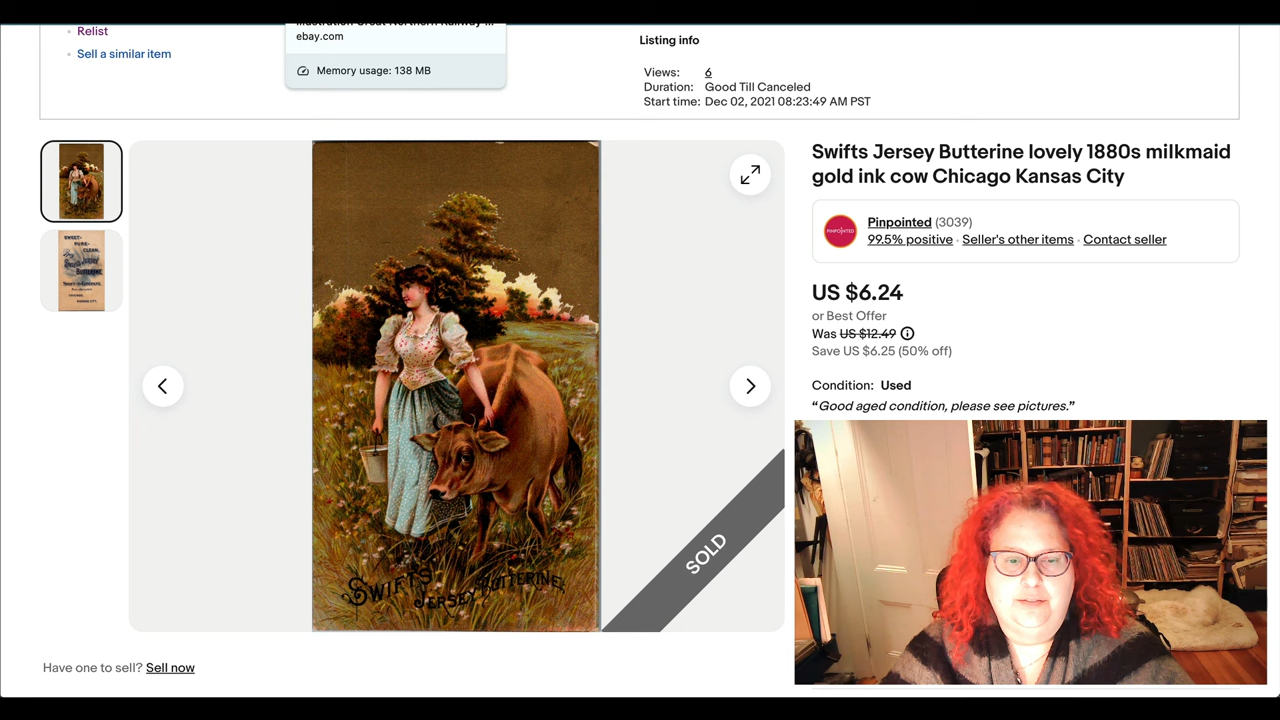 Relist
Sell a similar item
ebay.com
Memory usage: 138 MB
Listing info
Views: 6
Duration: Good Till Canceled
Start time: Dec 02, 2021 08:23:49 AM PST
Swifts Jersey Butterine lovely 1880s milkmaid
gold ink cow Chicago Kansas City
PINPOINTED
Pinpointed (3039)
99.5% positive · Seller's other items · Contact seller
US $6.24
or Best Offer
Was US $12.49
Save US $6.25 (50% off)
Condition: Used
“Good aged condition, please see pictures.”
SWEET-
PURE-
CLEAN.
SWIFT'S
JERSEY BUTTERINE
SOLD
Have one to sell? Sell now